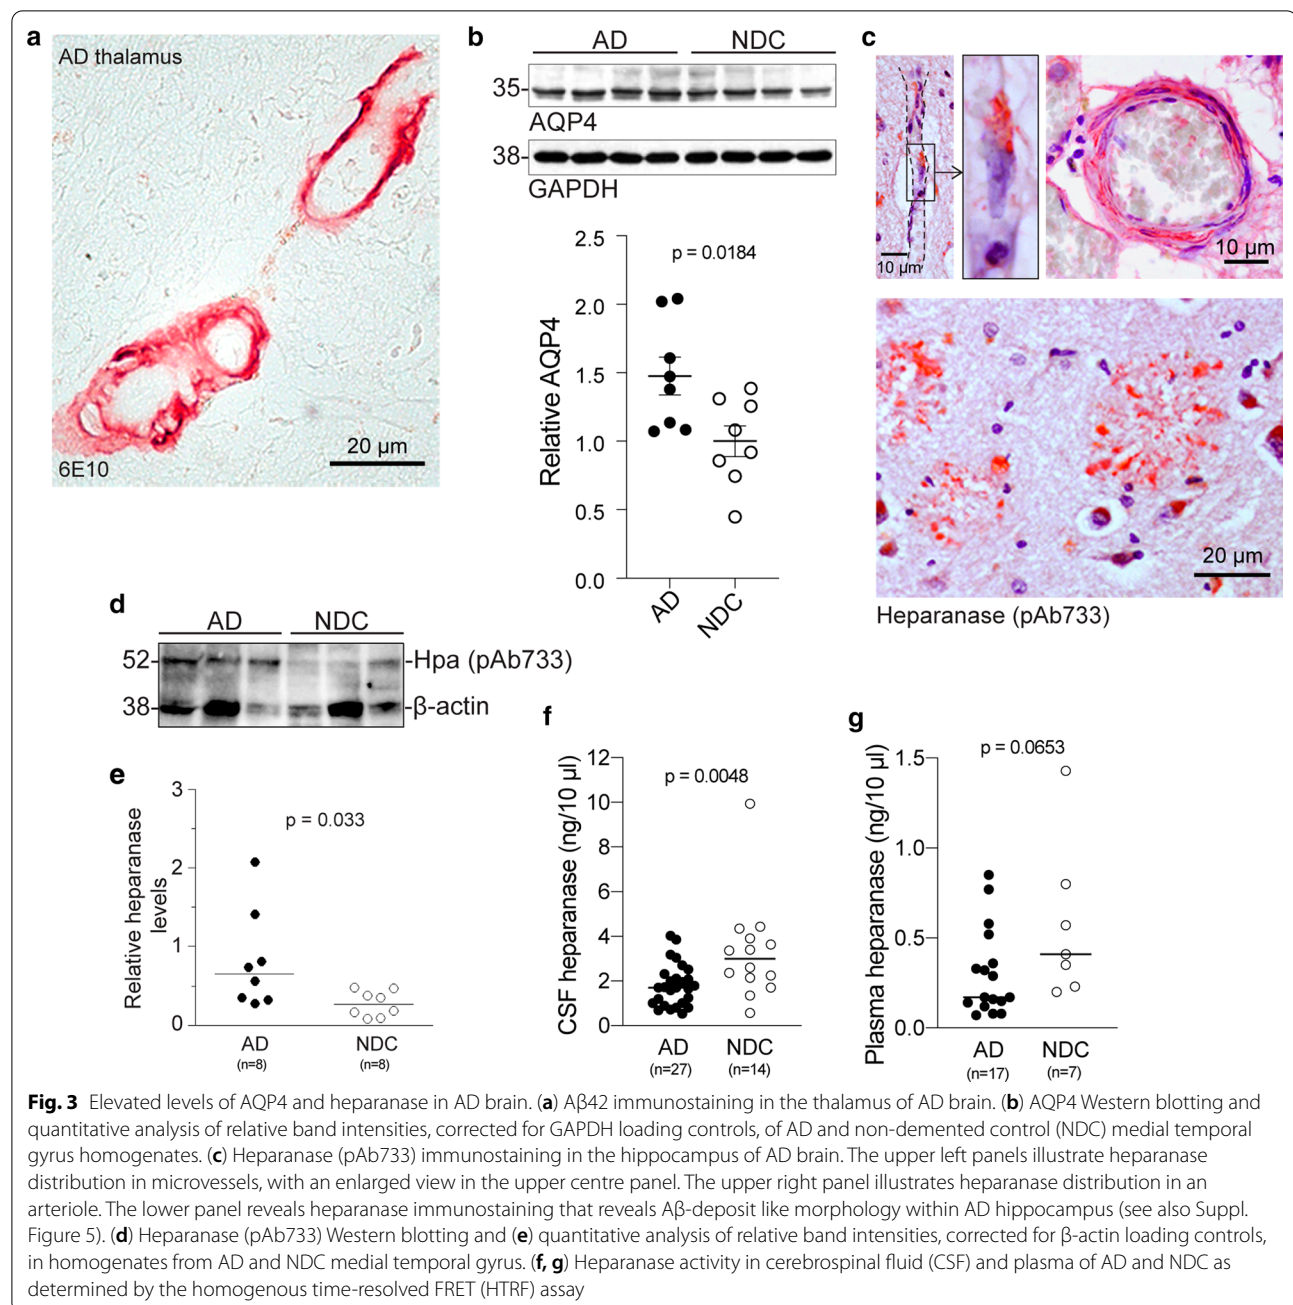 a
AD thalamus
6E10
20 µm
b
AD NDC
35-
AQP4
38-
GAPDH
2.5
2.0
1.5
1.0
0.5
0.0
Relative AQP4
p = 0.0184
AD
NDC
c
10 µm
10 µm
20 µm
Heparanase (pAb733)
d
AD NDC
52- -Hpa (pAb733)
38- -β-actin
e
3
2
1
0
Relative heparanase
levels
p = 0.033
AD NDC
(n=8) (n=8)
f
12
10
8
6
4
2
0
CSF heparanase (ng/10 µl)
p = 0.0048
AD NDC
(n=27) (n=14)
g
1.5
1.0
0.5
0.0
Plasma heparanase (ng/10 µl)
p = 0.0653
AD NDC
(n=17) (n=7)
Fig. 3 Elevated levels of AQP4 and heparanase in AD brain. (a) Aβ42 immunostaining in the thalamus of AD brain. (b) AQP4 Western blotting and
quantitative analysis of relative band intensities, corrected for GAPDH loading controls, of AD and non-demented control (NDC) medial temporal
gyrus homogenates. (c) Heparanase (pAb733) immunostaining in the hippocampus of AD brain. The upper left panels illustrate heparanase
distribution in microvessels, with an enlarged view in the upper centre panel. The upper right panel illustrates heparanase distribution in an
arteriole. The lower panel reveals heparanase immunostaining that reveals Aβ-deposit like morphology within AD hippocampus (see also Suppl.
Figure 5). (d) Heparanase (pAb733) Western blotting and (e) quantitative analysis of relative band intensities, corrected for β-actin loading controls,
in homogenates from AD and NDC medial temporal gyrus. (f, g) Heparanase activity in cerebrospinal fluid (CSF) and plasma of AD and NDC as
determined by the homogenous time-resolved FRET (HTRF) assay